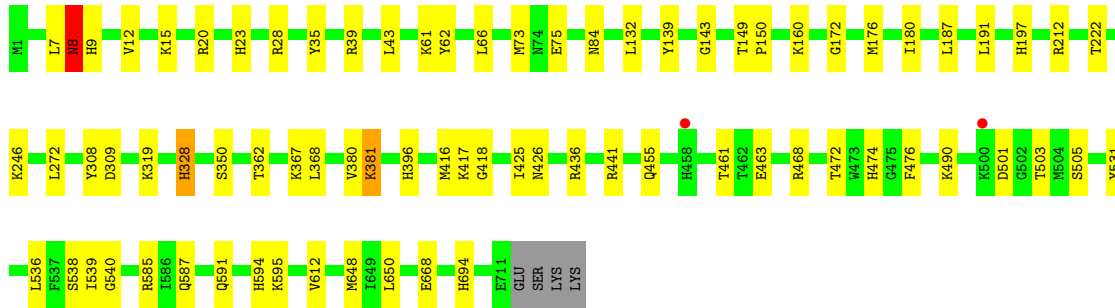 M1 L7 N8 H9 V12 K15 R20 H23 R28 Y35 R39 L43 K61 Y62 L66 M73 N74 E75 N84 L132 Y139 G143 T149 P150 K160 G172 M176 I180 L187 L191 H197 R212 T222
K246 L272 Y308 D309 K319 H328 S350 T362 K367 L368 V380 K381 H396 M416 K417 G418 I425 N426 R436 R441 Q455 H458 T461 T462 E463 R468 T472 W473 H474 G475 F476 K490 K500 D501 G502 T503 M504 S505 Y531
L536 F537 S538 I539 G540 R585 I586 Q587 Q591 H594 K595 V612 M648 I649 L650 E668 H694 E711 GLU SER LYS LYS